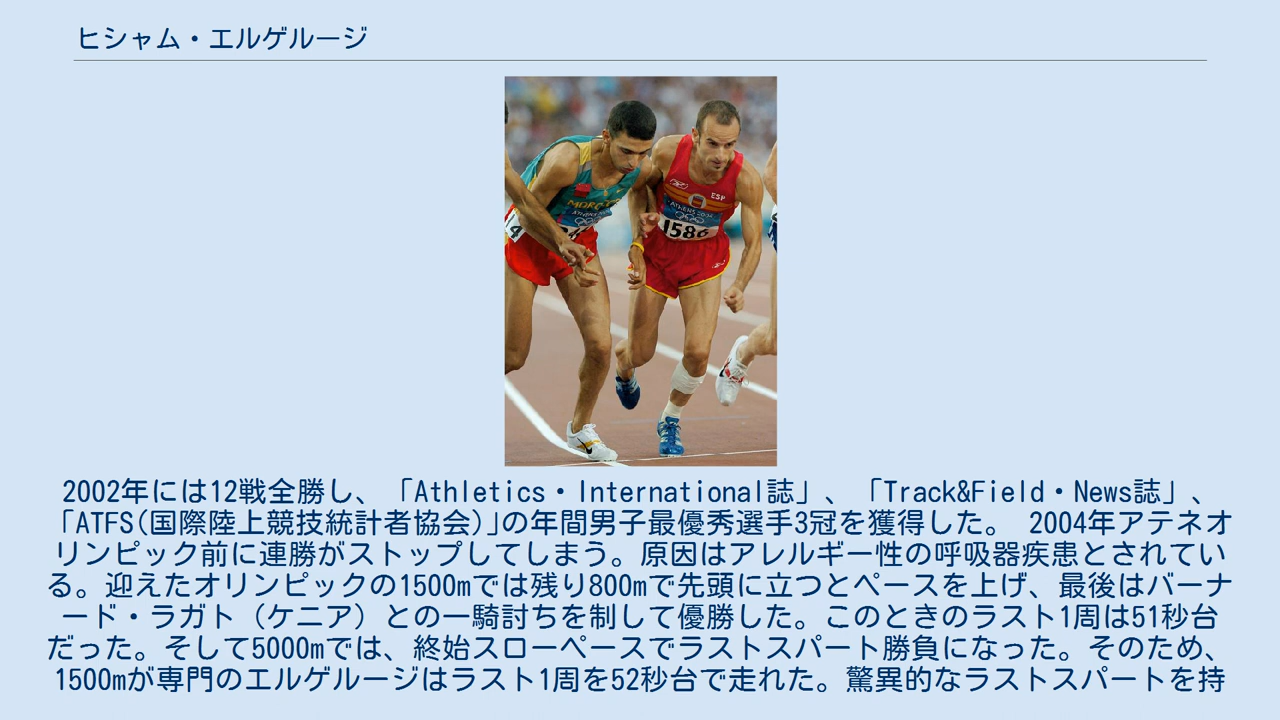 ヒシャム・エルゲルージ
MOROCCO
ATHENS 2004
ESP
ATHENS 2004
1586
2002年には12戦全勝し、「Athletics・International誌」、「Track&Field・News誌」、
「ATFS(国際陸上競技統計者協会)」の年間男子最優秀選手3冠を獲得した。 2004年アテネオ
リンピック前に連勝がストップしてしまう。原因はアレルギー性の呼吸器疾患とされてい
る。迎えたオリンピックの1500mでは残り800mで先頭に立つとペースを上げ、最後はバーナ
ード・ラガト（ケニア）との一騎討ちを制して優勝した。このときのラスト1周は51秒台
だった。そして5000mでは、終始スローペースでラストスパート勝負になった。そのため、
1500mが専門のエルゲルージはラスト1周を52秒台で走れた。驚異的なラストスパートを持